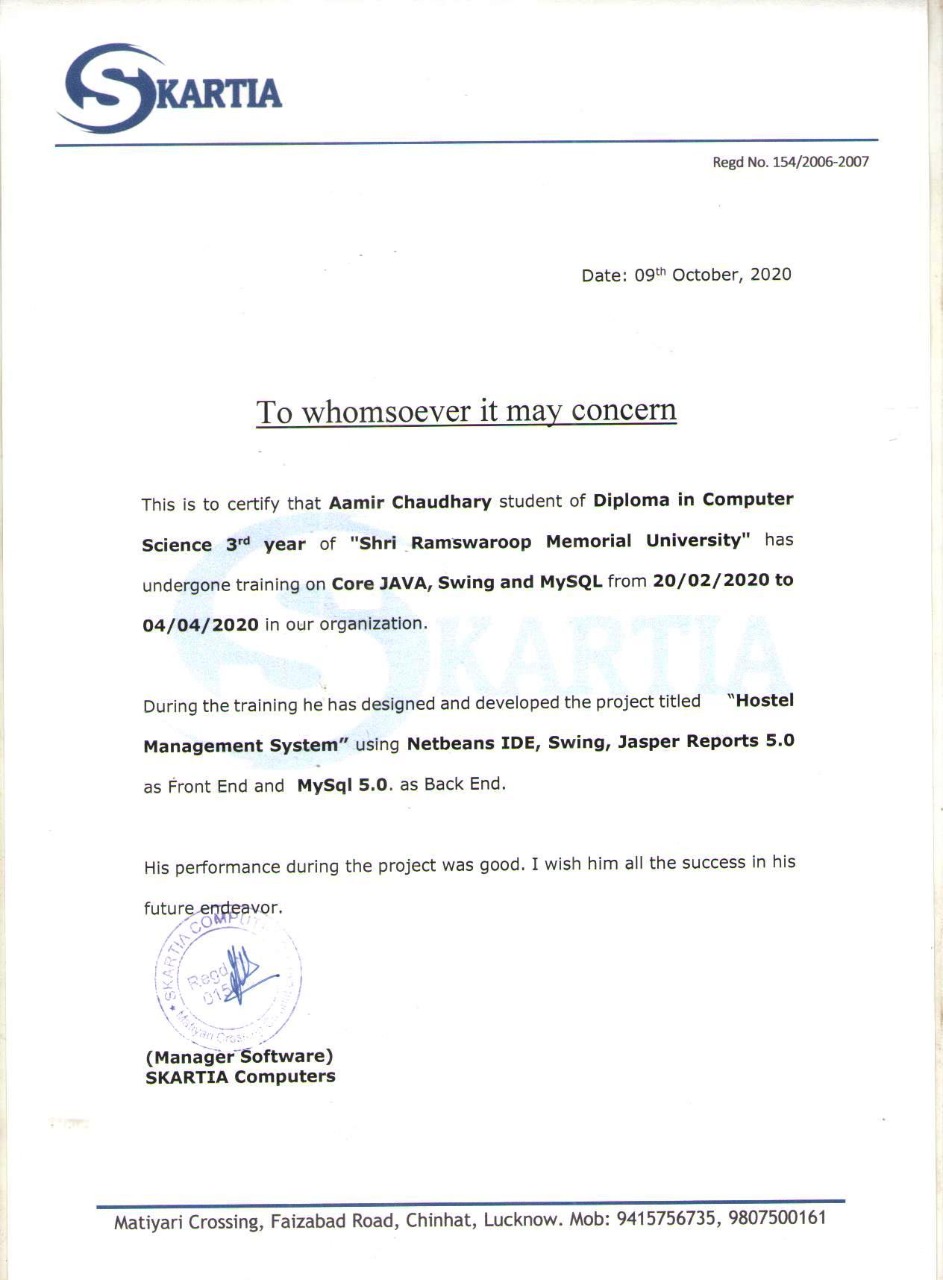 SKARTIA
Regd No. 154/2006-2007
Date: 09th October, 2020
To whomsoever it may concern
This is to certify that Aamir Chaudhary student of Diploma in Computer
Science 3rd year of "Shri Ramswaroop Memorial University" has
undergone training on Core JAVA, Swing and MySQL from 20/02/2020 to
04/04/2020 in our organization.
SKARTIA
During the training he has designed and developed the project titled "Hostel
Management System" using Netbeans IDE, Swing, Jasper Reports 5.0
as Front End and MySql 5.0. as Back End.
His performance during the project was good. I wish him all the success in his
future endeavor.
SKARTIA COMPUT
Regd
015
Matiyari Crossing
(Manager Software)
SKARTIA Computers
Matiyari Crossing, Faizabad Road, Chinhat, Lucknow. Mob: 9415756735, 9807500161